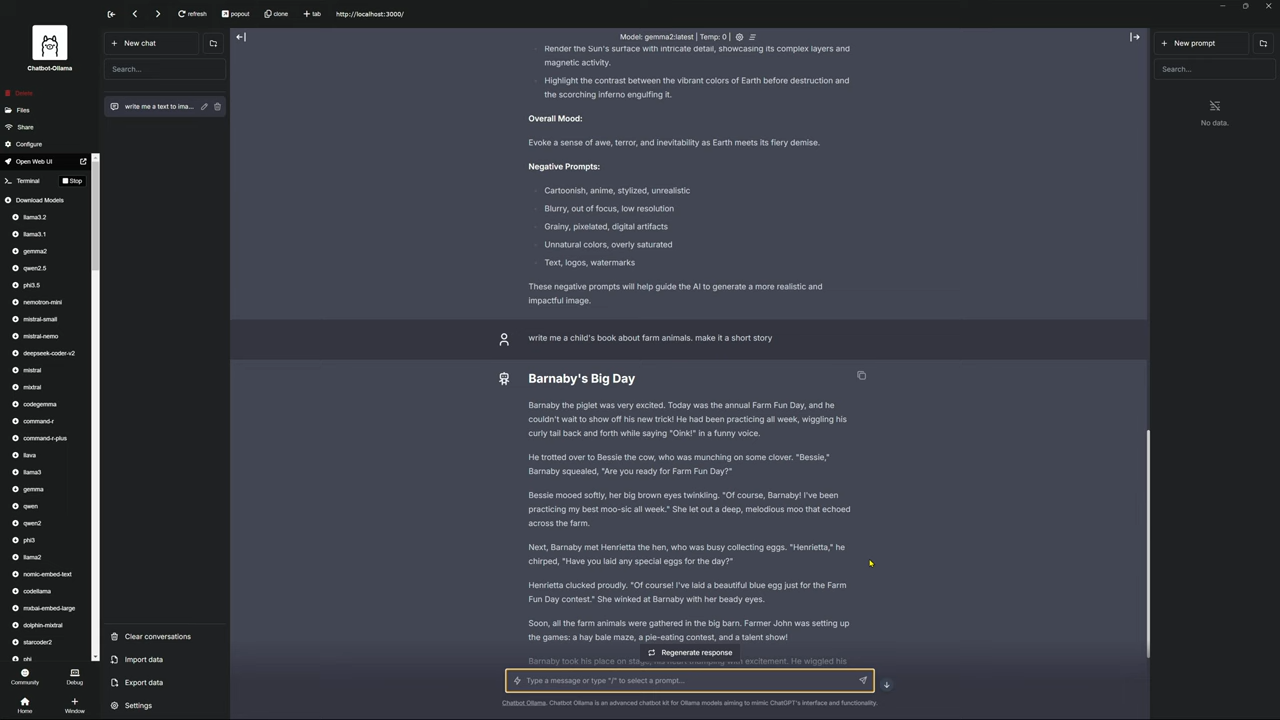 refresh
popout
clone
+ tab
http://localhost:3000/
Chatbot-Ollama
Delete
Files
Share
Configure
Open Web UI
Terminal
Stop
Download Models
llama3.2
llama3.1
gemma2
qwen2.5
phi3.5
nemotron-mini
mistral-small
mistral-nemo
deepseek-coder-v2
mistral
mixtral
codegemma
command-r
command-r-plus
llava
llama3
gemma
qwen
qwen2
phi3
llama2
nomic-embed-text
codellama
mxbai-embed-large
dolphin-mixtral
starcoder2
phi
Community
Debug
Home
Window
+ New chat
Search...
write me a text to ima...
Clear conversations
Import data
Export data
Settings
Model: gemma2:latest | Temp: 0 |
Render the Sun's surface with intricate detail, showcasing its complex layers and
magnetic activity.
Highlight the contrast between the vibrant colors of Earth before destruction and
the scorching inferno engulfing it.
Overall Mood:
Evoke a sense of awe, terror, and inevitability as Earth meets its fiery demise.
Negative Prompts:
Cartoonish, anime, stylized, unrealistic
Blurry, out of focus, low resolution
Grainy, pixelated, digital artifacts
Unnatural colors, overly saturated
Text, logos, watermarks
These negative prompts will help guide the AI to generate a more realistic and
impactful image.
write me a child's book about farm animals. make it a short story
Barnaby's Big Day
Barnaby the piglet was very excited. Today was the annual Farm Fun Day, and he
couldn't wait to show off his new trick! He had been practicing all week, wiggling his
curly tail back and forth while saying "Oink!" in a funny voice.
He trotted over to Bessie the cow, who was munching on some clover. "Bessie,"
Barnaby squealed, "Are you ready for Farm Fun Day?"
Bessie mooed softly, her big brown eyes twinkling. "Of course, Barnaby! I've been
practicing my best moo-sic all week." She let out a deep, melodious moo that echoed
across the farm.
Next, Barnaby met Henrietta the hen, who was busy collecting eggs. "Henrietta," he
chirped, "Have you laid any special eggs for the day?"
Henrietta clucked proudly. "Of course! I've laid a beautiful blue egg just for the Farm
Fun Day contest." She winked at Barnaby with her beady eyes.
Soon, all the farm animals were gathered in the big barn. Farmer John was setting up
the games: a hay bale maze, a pie-eating contest, and a talent show!
Regenerate response
Barnaby took his place on stage, his heart thumping with excitement. He wiggled his
Type a message or type "/" to select a prompt...
Chatbot Ollama. Chatbot Ollama is an advanced chatbot kit for Ollama models aiming to mimic ChatGPT's interface and functionality.
+ New prompt
Search...
No data.